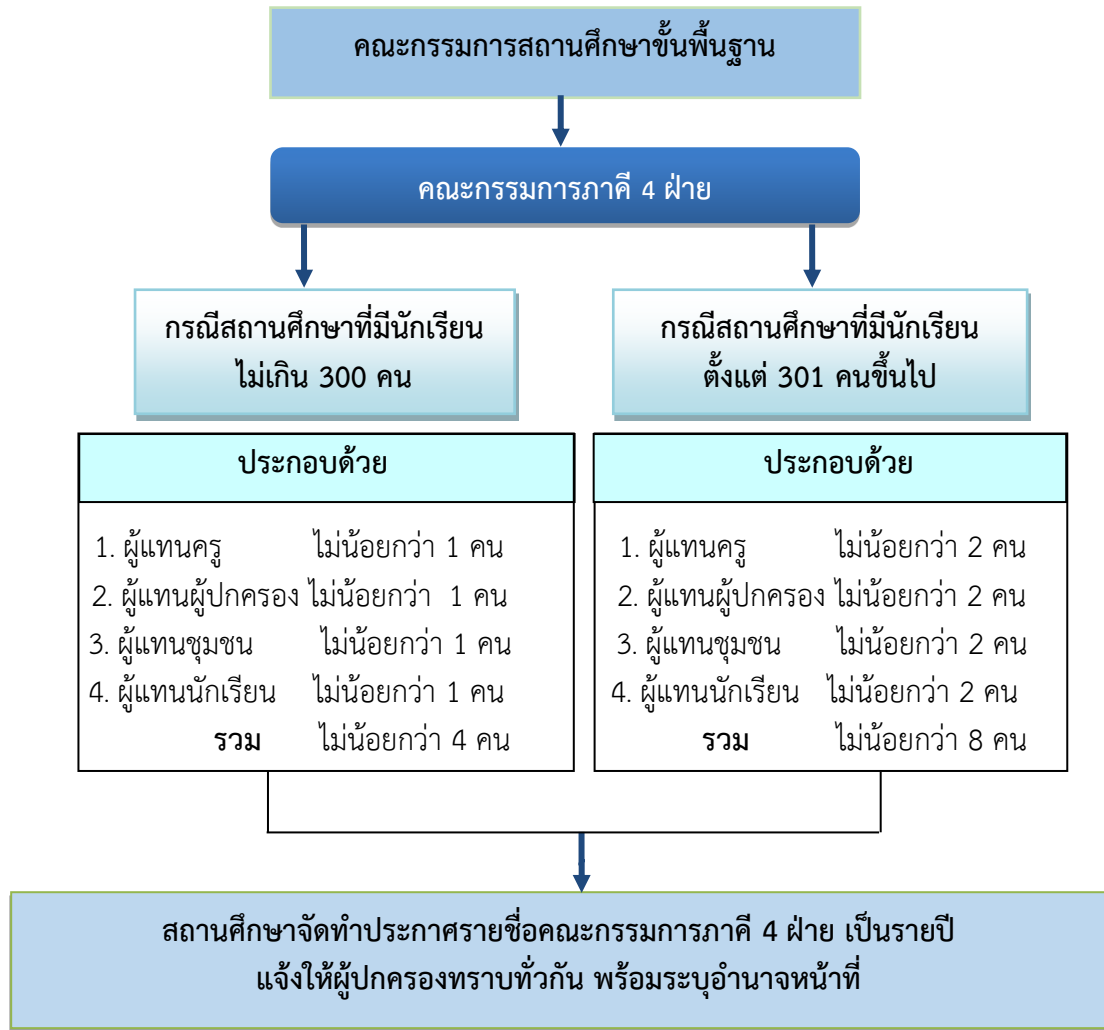 คณะกรรมการสถานศึกษาขั้นพื้นฐาน
คณะกรรมการภาคี 4 ฝ่าย
กรณีสถานศึกษาที่มีนักเรียน
ไม่เกิน 300 คน
ประกอบด้วย
1. ผู้แทนครู ไม่น้อยกว่า 1 คน
2. ผู้แทนผู้ปกครอง ไม่น้อยกว่า 1 คน
3. ผู้แทนชุมชน ไม่น้อยกว่า 1 คน
4. ผู้แทนนักเรียน ไม่น้อยกว่า 1 คน
รวม ไม่น้อยกว่า 4 คน
กรณีสถานศึกษาที่มีนักเรียน
ตั้งแต่ 301 คนขึ้นไป
ประกอบด้วย
1. ผู้แทนครู ไม่น้อยกว่า 2 คน
2. ผู้แทนผู้ปกครอง ไม่น้อยกว่า 2 คน
3. ผู้แทนชุมชน ไม่น้อยกว่า 2 คน
4. ผู้แทนนักเรียน ไม่น้อยกว่า 2 คน
รวม ไม่น้อยกว่า 8 คน
สถานศึกษาจัดทำประกาศรายชื่อคณะกรรมการภาคี 4 ฝ่าย เป็นรายปี
แจ้งให้ผู้ปกครองทราบทั่วกัน พร้อมระบุอำนาจหน้าที่